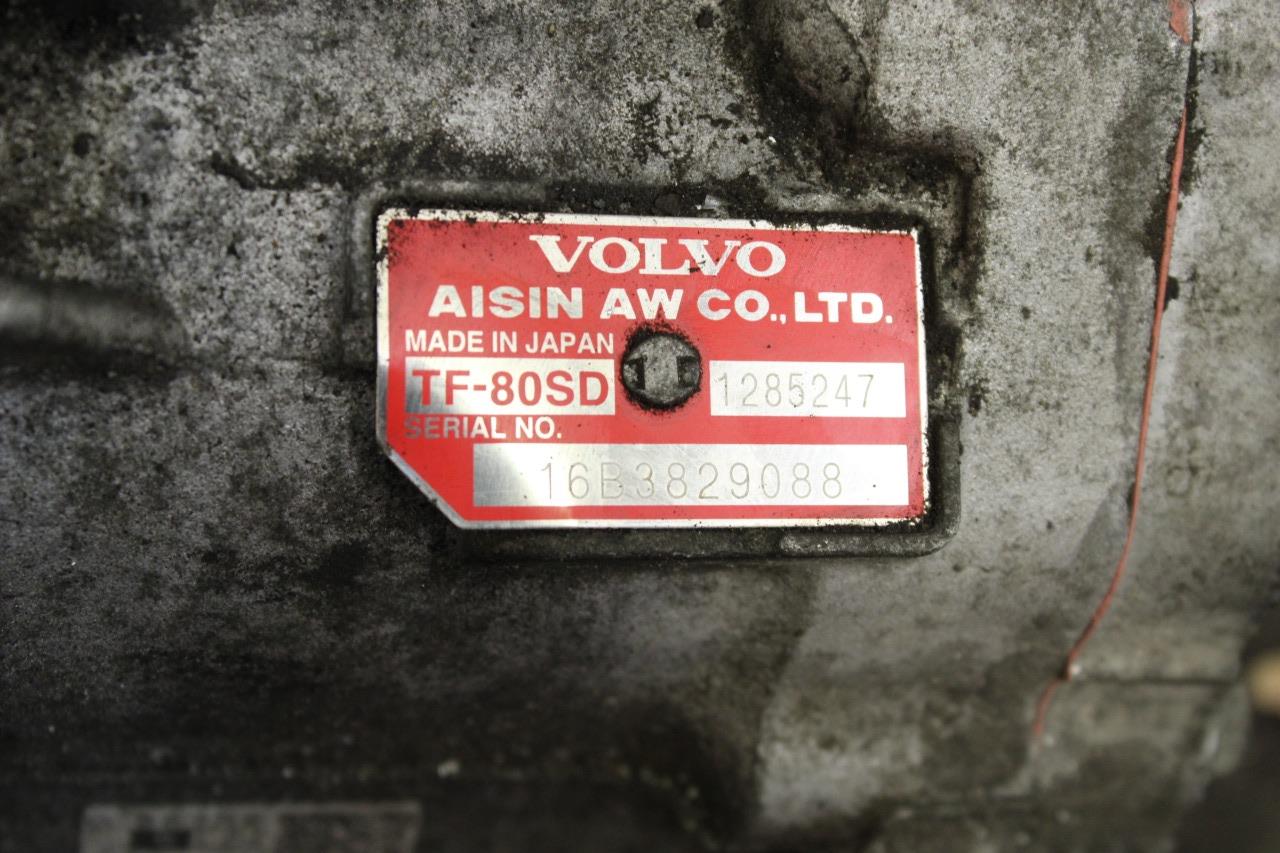 VOLVO
AISIN AW CO., LTD.
MADE IN JAPAN
TF-80SD 1285247
SERIAL NO.
16B3829088